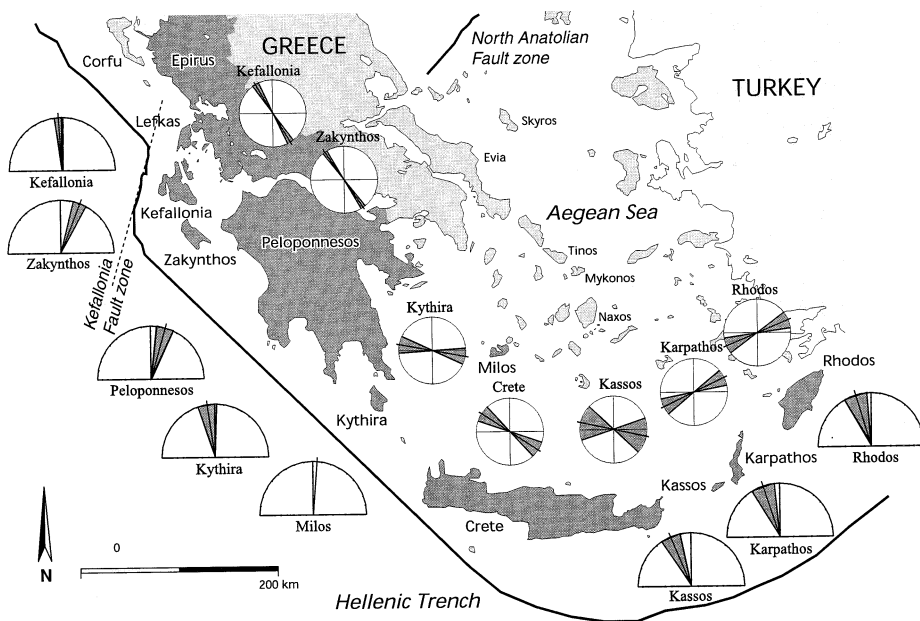 GREECE
North Anatolian
Fault zone
Corfu
Epirus
Kefallonia
TURKEY
Lefkas
Skyros
Zakynthos
Evia
Kefallonia
Kefallonia
Aegean Sea
Zakynthos
Peloponnesos
Tinos
Zakynthos
Mykonos
Kefallonia
Fault zone
Rhodos
Kythira
Naxos
Karpathos
Milos
Rhodos
Peloponnesos
Crete
Kassos
Kythira
Karpathos
Rhodos
Kythira
Kassos
Crete
Milos
Karpathos
0
N
200 km
Kassos
Hellenic Trench